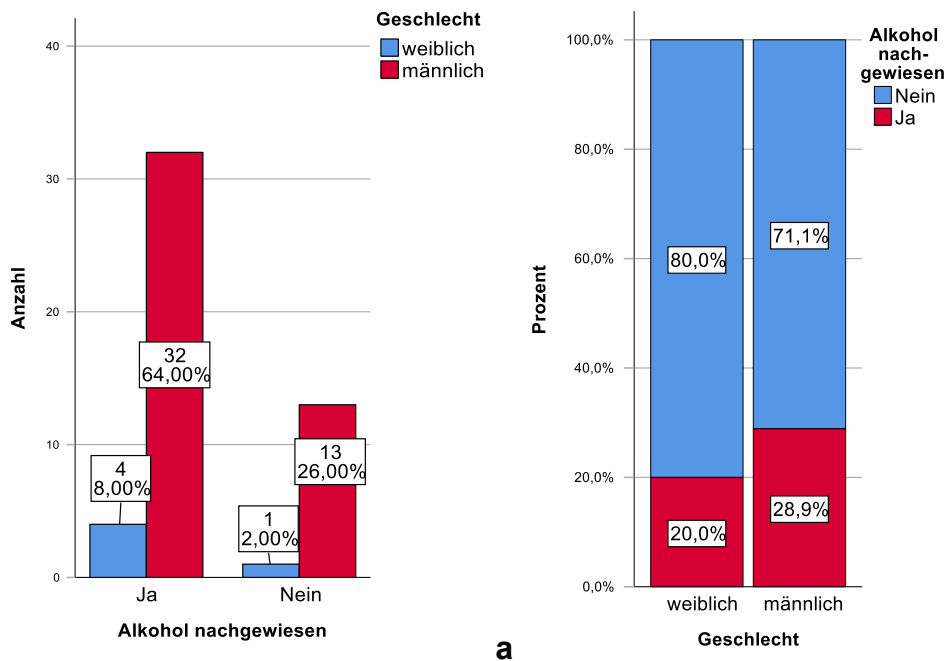 Geschlecht
weiblich
männlich
40
30
20
10
0
Anzahl
32
64,00%
13
26,00%
4
8,00%
1
2,00%
Ja
Nein
Alkohol nachgewiesen
Alkohol
nach-
gewiesen
Nein
Ja
100,0%
80,0%
60,0%
40,0%
20,0%
0,0%
Prozent
80,0%
71,1%
20,0%
28,9%
weiblich
männlich
Geschlecht
a